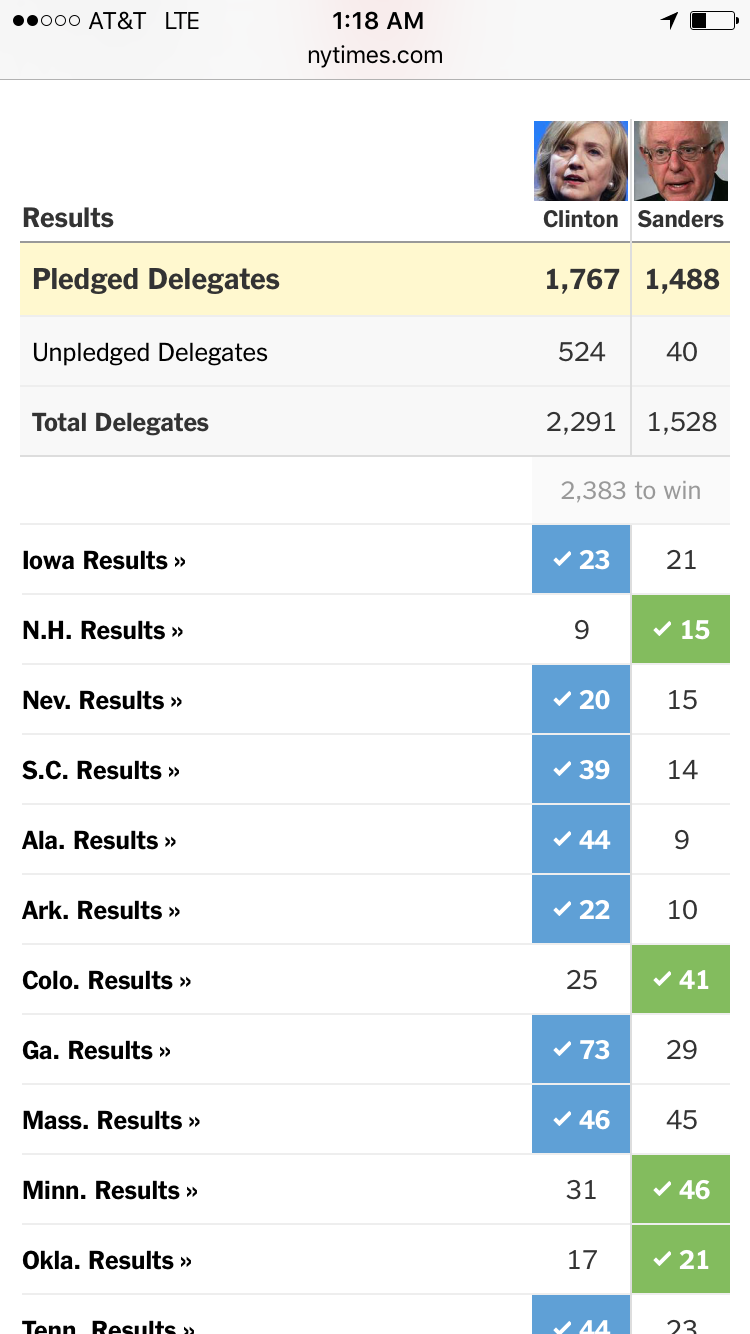 AT&T LTE 1:18 AM
nytimes.com
Results Clinton Sanders
Pledged Delegates 1,767 1,488
Unpledged Delegates 524 40
Total Delegates 2,291 1,528
2,383 to win
Iowa Results » ✓ 23 21
N.H. Results » 9 ✓ 15
Nev. Results » ✓ 20 15
S.C. Results » ✓ 39 14
Ala. Results » ✓ 44 9
Ark. Results » ✓ 22 10
Colo. Results » 25 ✓ 41
Ga. Results » ✓ 73 29
Mass. Results » ✓ 46 45
Minn. Results » 31 ✓ 46
Okla. Results » 17 ✓ 21
Tenn. Results » ✓ 44 23